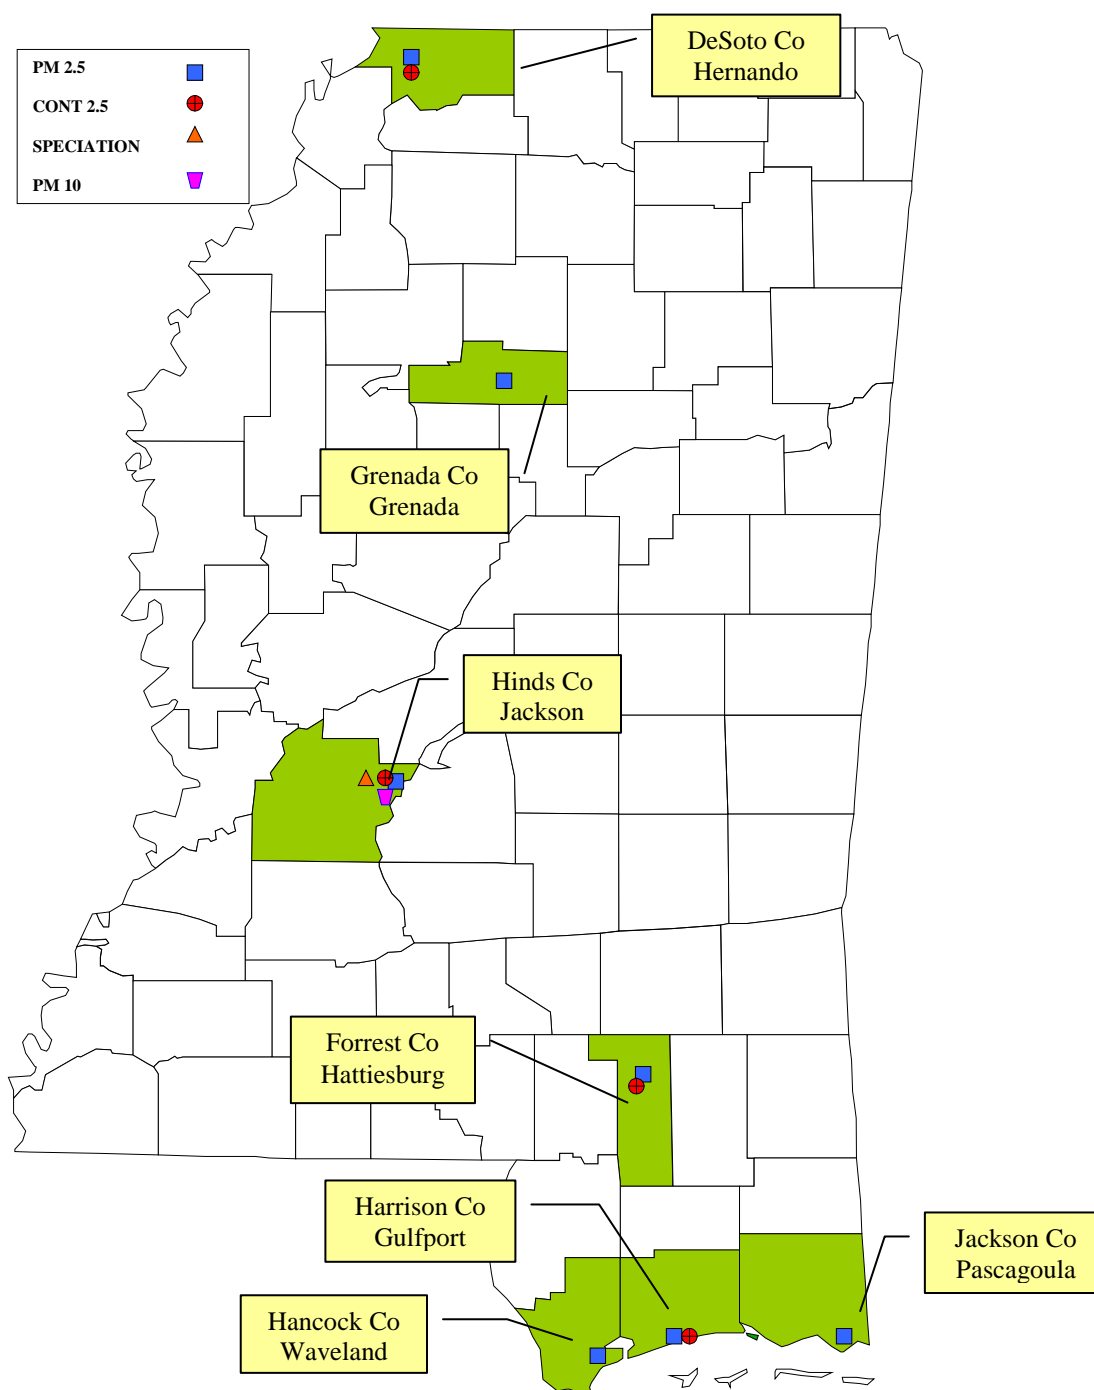 PM 2.5
CONT 2.5
SPECIATION
PM 10
DeSoto Co
Hernando
Grenada Co
Grenada
Hinds Co
Jackson
Forrest Co
Hattiesburg
Harrison Co
Gulfport
Jackson Co
Pascagoula
Hancock Co
Waveland